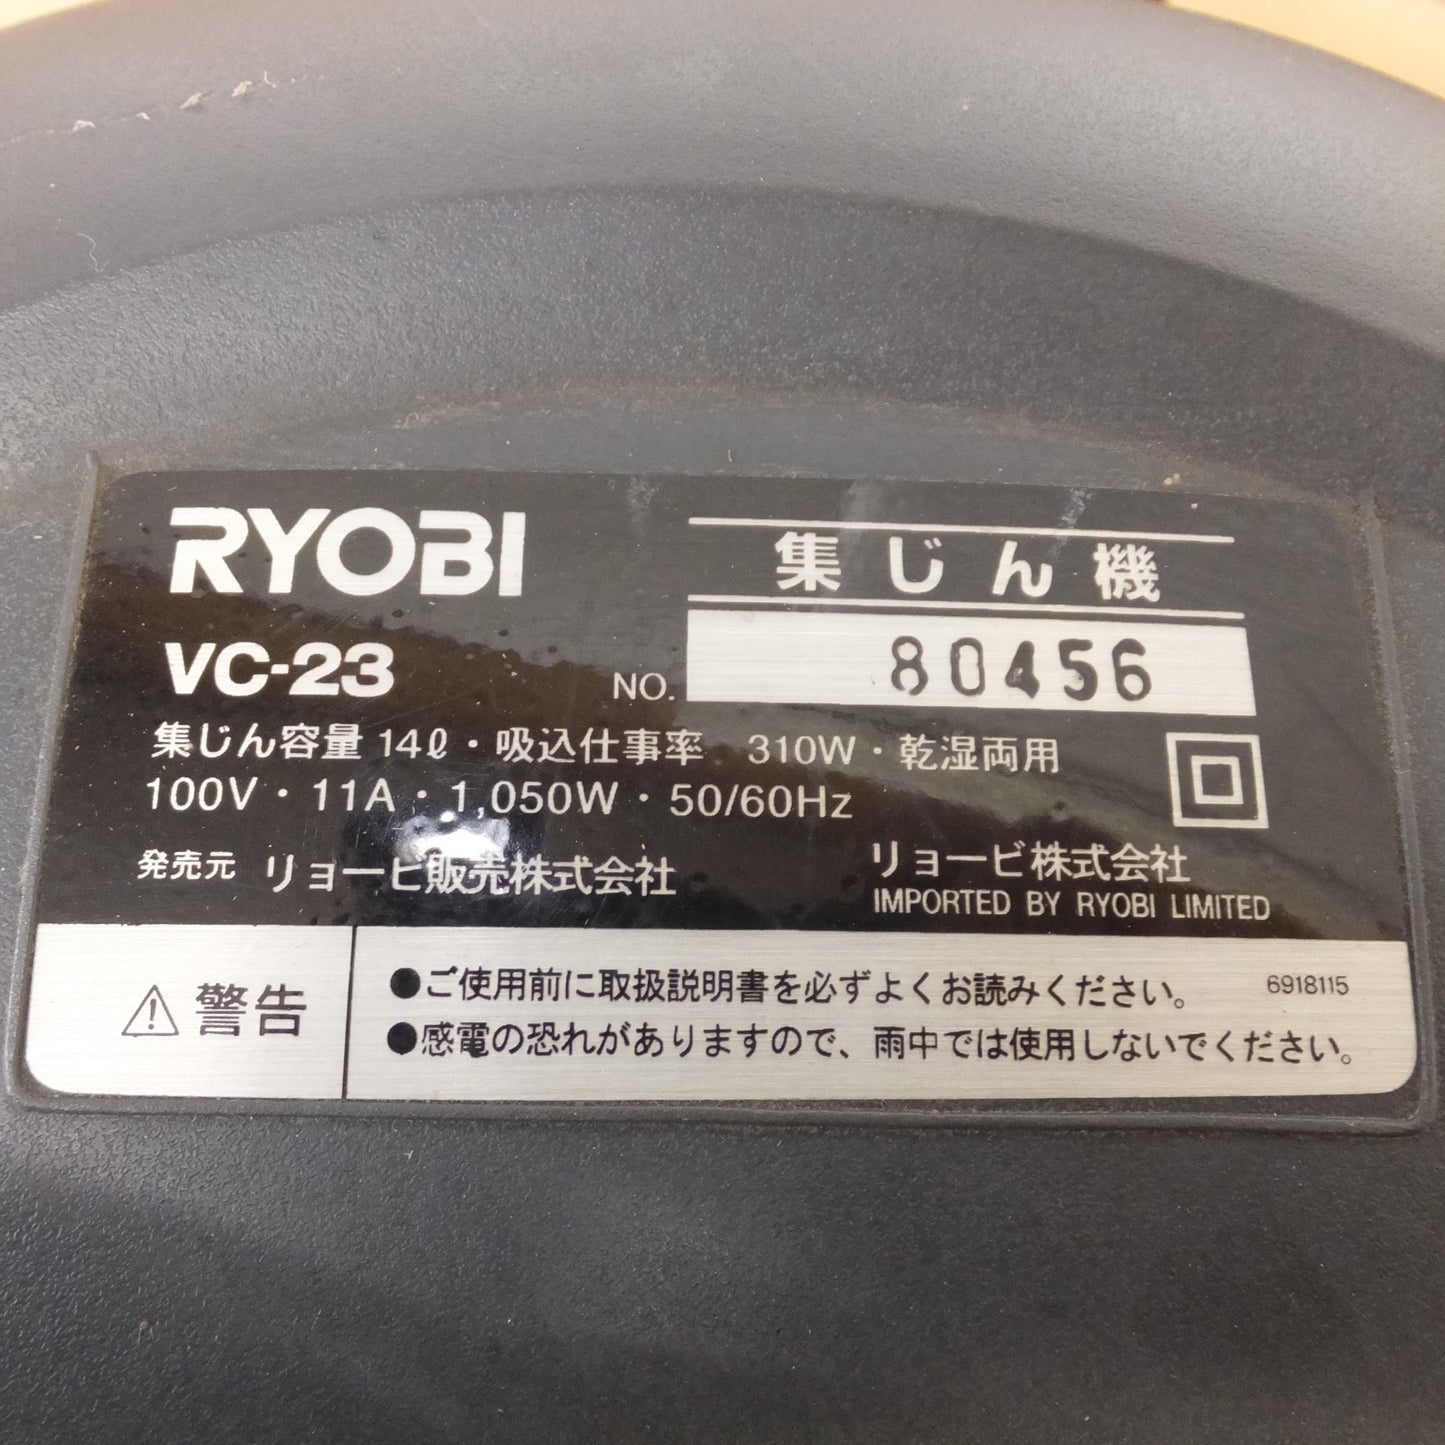 RYOBI
集じん機
VC-23
NO. 80456
集じん容量 14ℓ・吸込仕事率 310W・乾湿両用
100V・11A・1,050W・50/60Hz
発売元 リョービ販売株式会社
リョービ株式会社
IMPORTED BY RYOBI LIMITED
⚠警告
●ご使用前に取扱説明書を必ずよくお読みください。
6918115
●感電の恐れがありますので、雨中では使用しないでください。